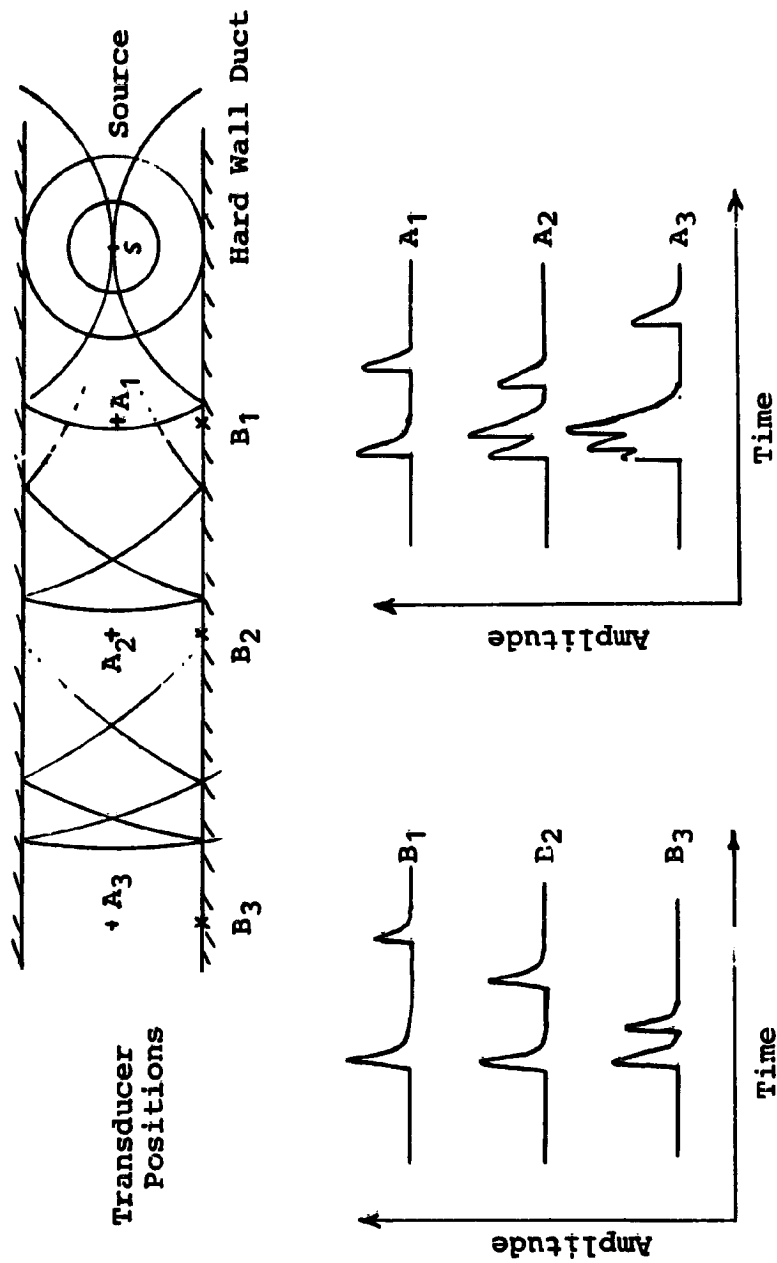 Transducer
Positions
Source
S
Hard Wall Duct
+A3
A2+
+A1
B3
B2
B1
Amplitude
B1
B2
B3
Time
Amplitude
A1
A2
A3
Time